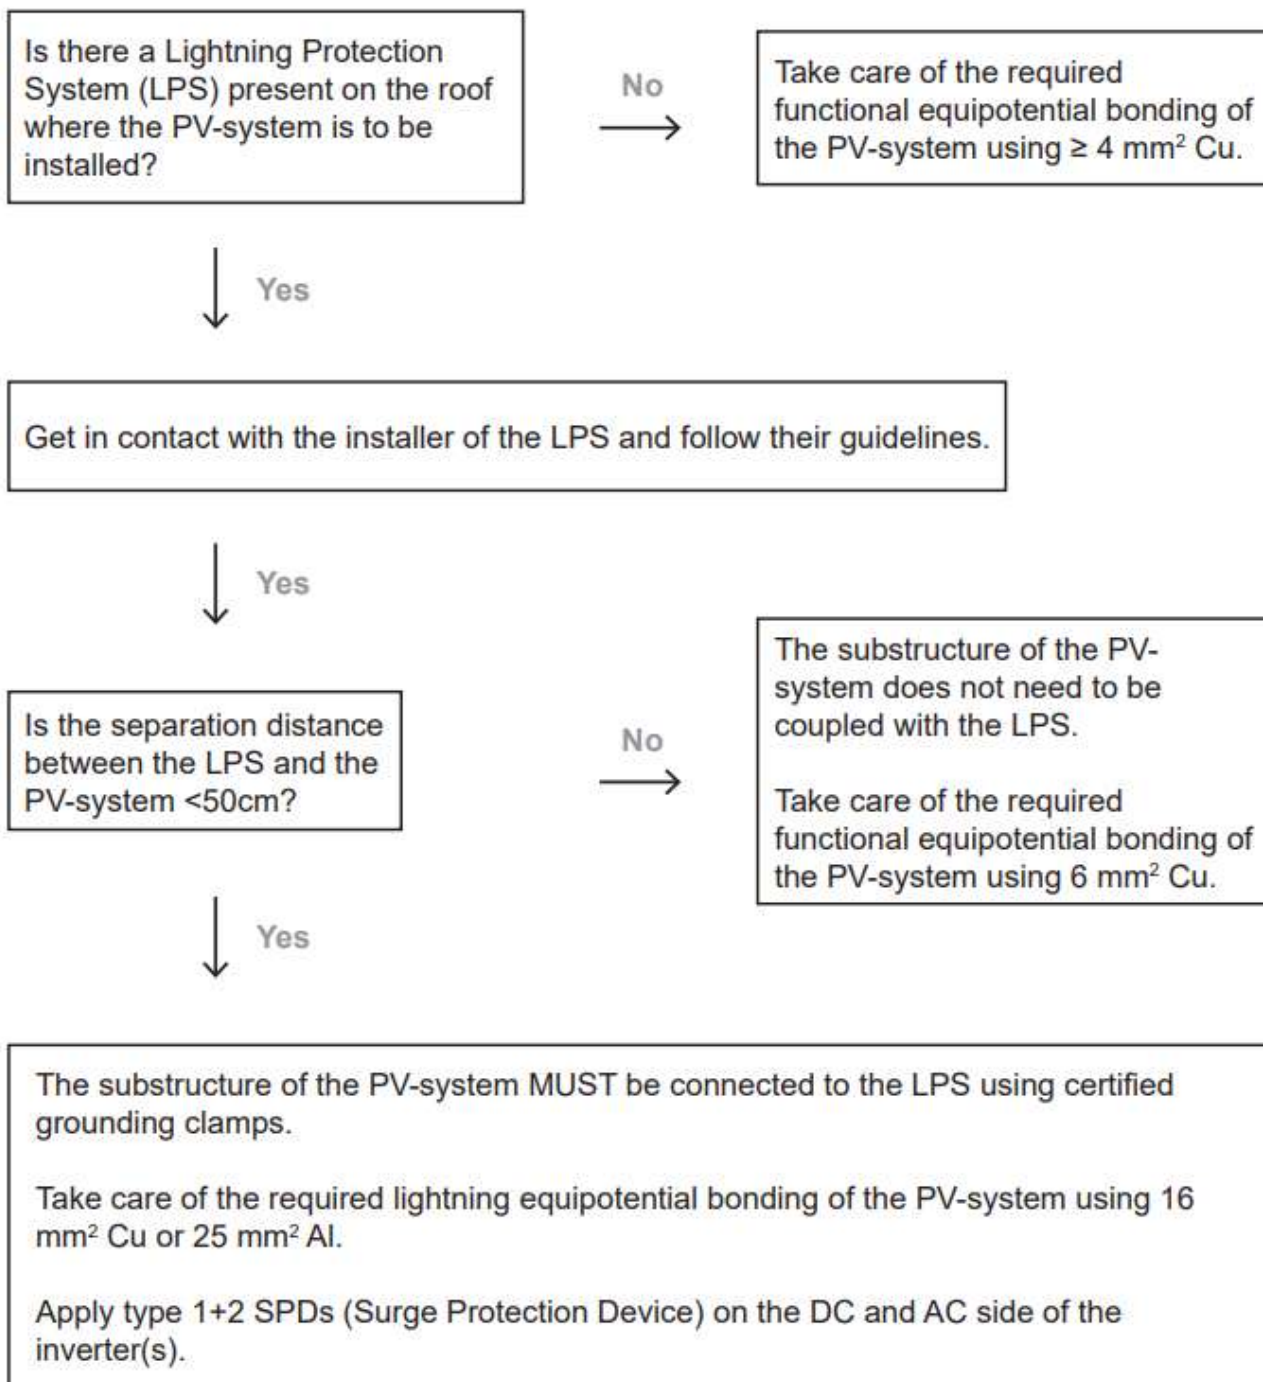 Is there a Lightning Protection
System (LPS) present on the roof
where the PV-system is to be
installed?
No
Take care of the required
functional equipotential bonding of
the PV-system using ≥ 4 mm² Cu.
Yes
Get in contact with the installer of the LPS and follow their guidelines.
Yes
Is the separation distance
between the LPS and the
PV-system <50cm?
No
The substructure of the PV-
system does not need to be
coupled with the LPS.
Take care of the required
functional equipotential bonding of
the PV-system using 6 mm² Cu.
Yes
The substructure of the PV-system MUST be connected to the LPS using certified
grounding clamps.
Take care of the required lightning equipotential bonding of the PV-system using 16
mm² Cu or 25 mm² Al.
Apply type 1+2 SPDs (Surge Protection Device) on the DC and AC side of the
inverter(s).